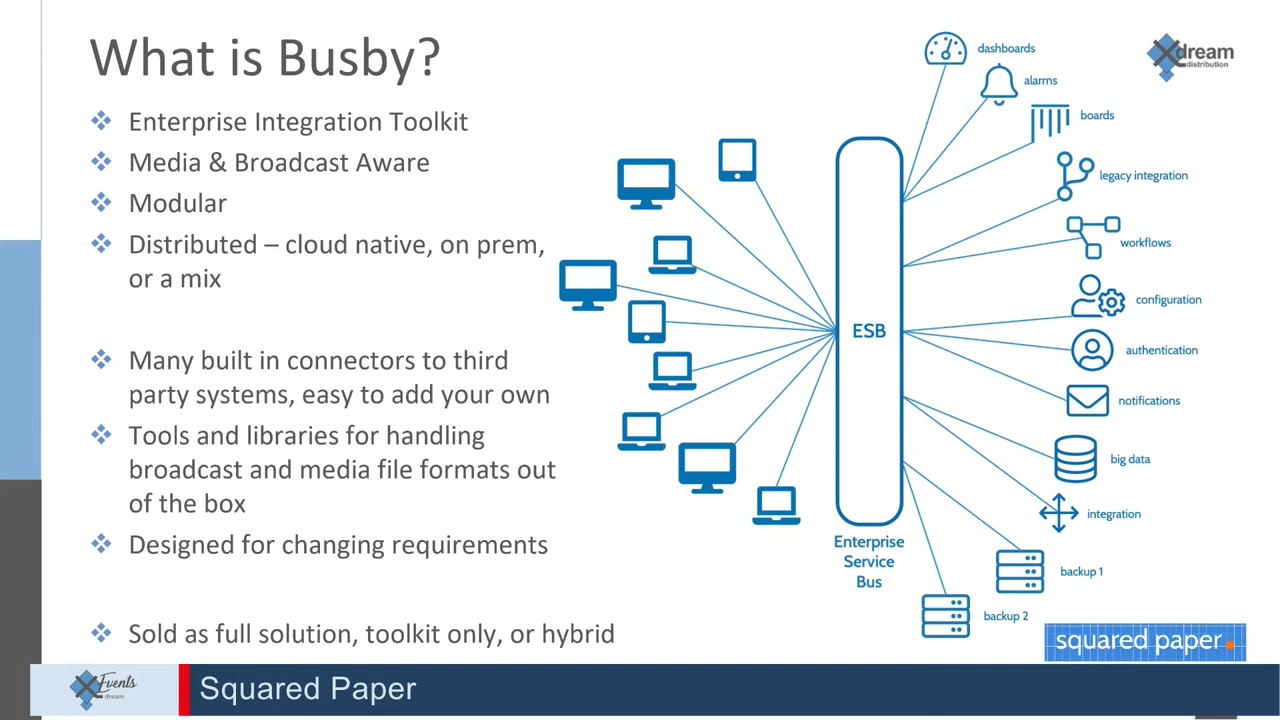 What is Busby?
Enterprise Integration Toolkit
Media & Broadcast Aware
Modular
Distributed – cloud native, on prem,
or a mix
Many built in connectors to third
party systems, easy to add your own
Tools and libraries for handling
broadcast and media file formats out
of the box
Designed for changing requirements
Sold as full solution, toolkit only, or hybrid
ESB
Enterprise
Service
Bus
dashboards
alarms
boards
legacy integration
workflows
configuration
authentication
notifications
big data
integration
backup 1
backup 2
Xdream
distribution
squared paper.
Events
dream
Squared Paper